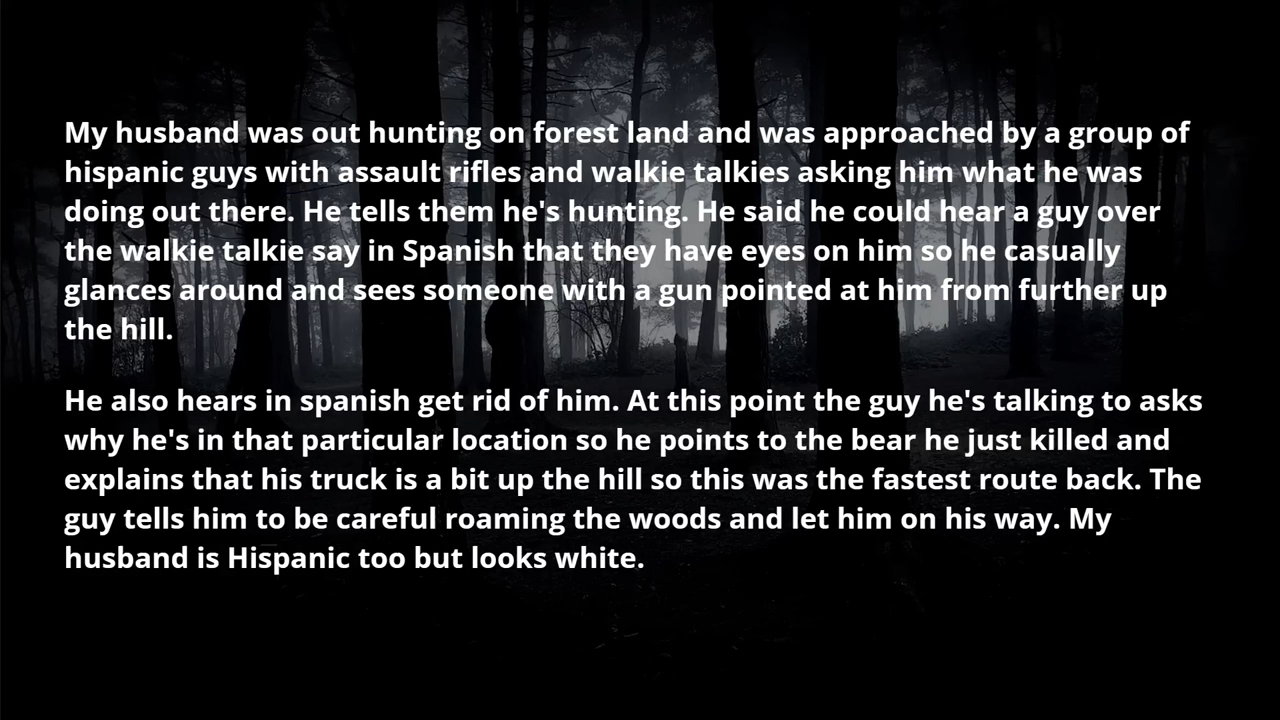 My husband was out hunting on forest land and was approached by a group of
hispanic guys with assault rifles and walkie talkies asking him what he was
doing out there. He tells them he's hunting. He said he could hear a guy over
the walkie talkie say in Spanish that they have eyes on him so he casually
glances around and sees someone with a gun pointed at him from further up
the hill.
He also hears in spanish get rid of him. At this point the guy he's talking to asks
why he's in that particular location so he points to the bear he just killed and
explains that his truck is a bit up the hill so this was the fastest route back. The
guy tells him to be careful roaming the woods and let him on his way. My
husband is Hispanic too but looks white.